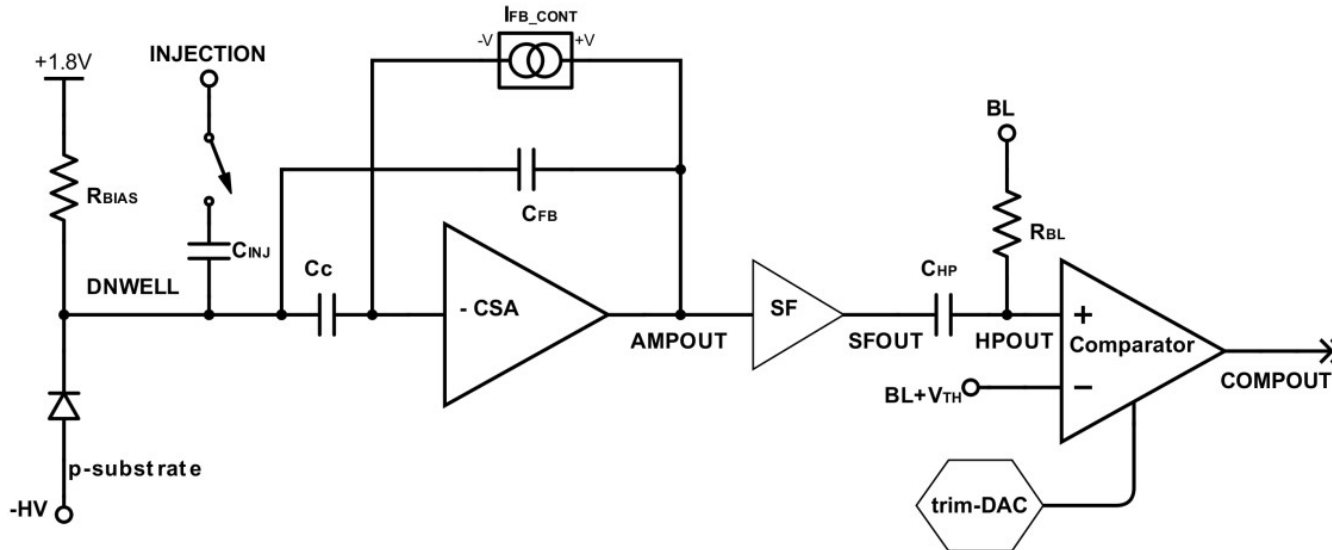 IFB_CONT
-V
+V
+1.8V
INJECTION
BL
RBIAS
CFB
RBL
CINJ
Cc
CHP
DNWELL
- CSA
SF
+
Comparator
AMPOUT
SFOUT
HPOUT
COMPOUT
BL+VTH
−
p-substrate
-HV
trim-DAC